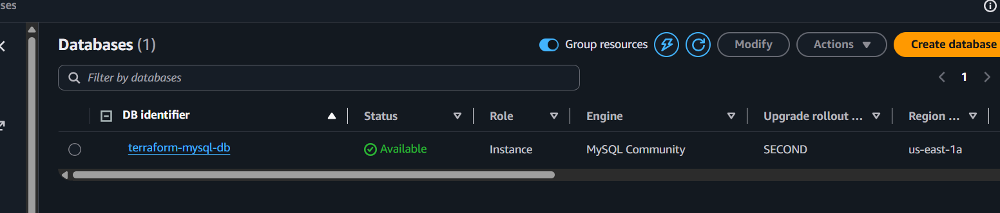 ses
Databases (1)
Group resources
Modify
Actions
Create database
Filter by databases
1
DB identifier Status Role Engine Upgrade rollout ... Region ...
terraform-mysql-db Available Instance MySQL Community SECOND us-east-1a